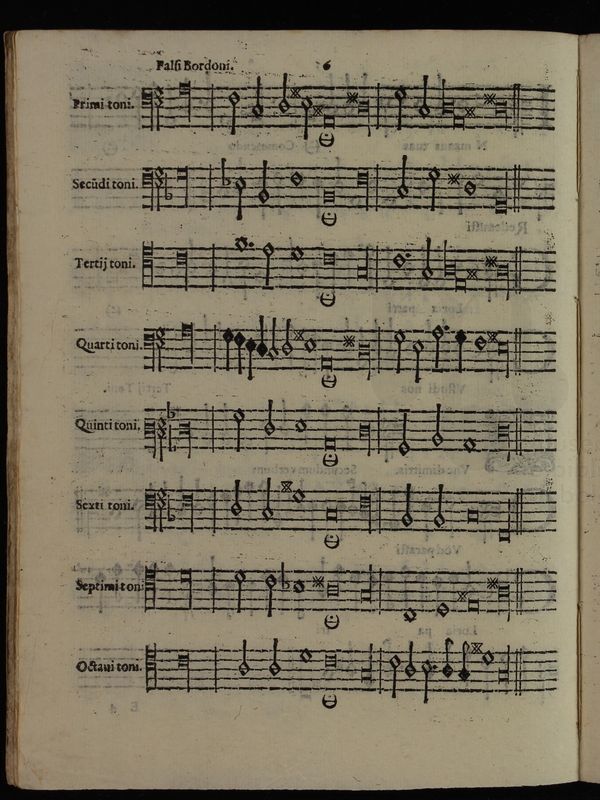 Falſi Bordoni. 6
Primi toni.
Secũdi toni.
Tertij toni.
Quarti toni.
Quinti toni.
Sexti toni.
Septimi toni
Octaui toni.